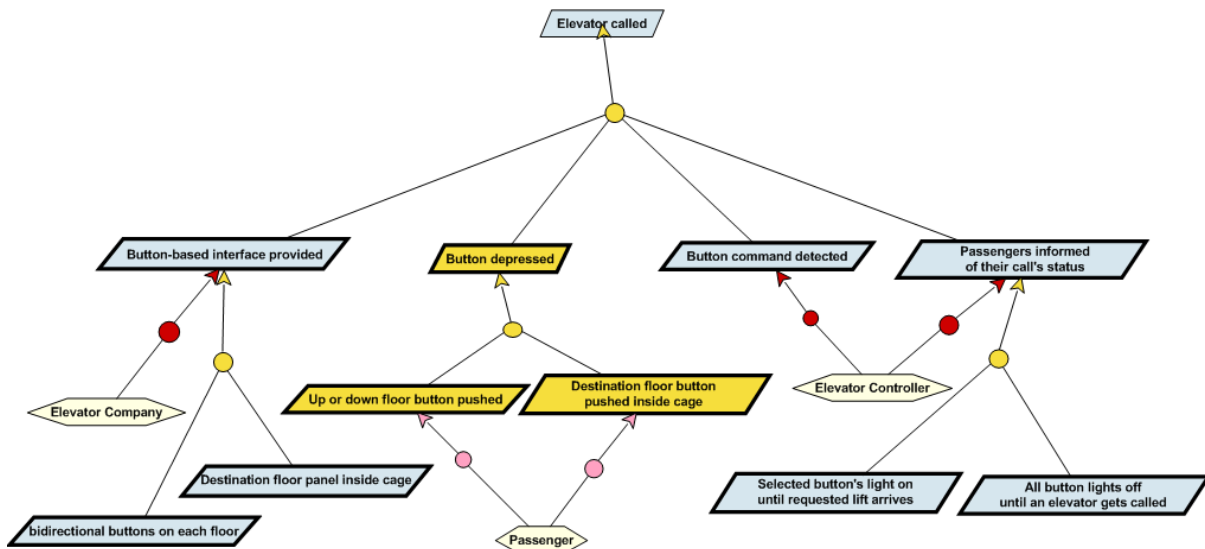 Elevator called
Button-based interface provided
Button depressed
Button command detected
Passengers informed
of their call's status
Elevator Company
Up or down floor button pushed
Destination floor button
pushed inside cage
Elevator Controller
Destination floor panel inside cage
Selected button's light on
until requested lift arrives
All button lights off
until an elevator gets called
bidirectional buttons on each floor
Passenger